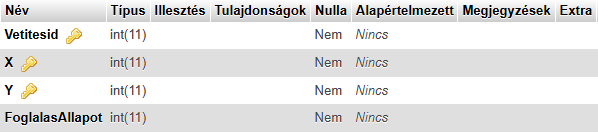 Név Típus Illesztés Tulajdonságok Nulla Alapértelmezett Megjegyzések Extra
Vetitesid int(11) Nem Nincs
X int(11) Nem Nincs
Y int(11) Nem Nincs
FoglalasAllapot int(11) Nem Nincs